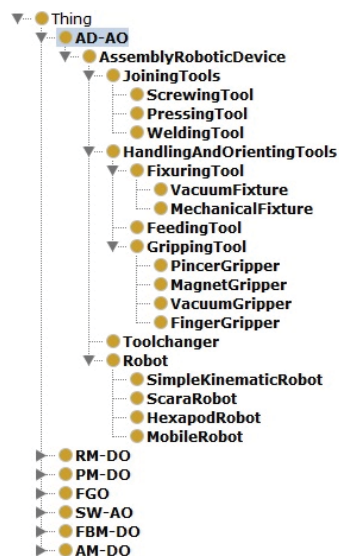 Thing
AD-AO
AssemblyRoboticDevice
JoiningTools
ScrewingTool
PressingTool
WeldingTool
HandlingAndOrientingTools
FixuringTool
VacuumFixture
MechanicalFixture
FeedingTool
GrippingTool
PincerGripper
MagnetGripper
VacuumGripper
FingerGripper
Toolchanger
Robot
SimpleKinematicRobot
ScaraRobot
HexapodRobot
MobileRobot
RM-DO
PM-DO
FGO
SW-AO
FBM-DO
AM-DO